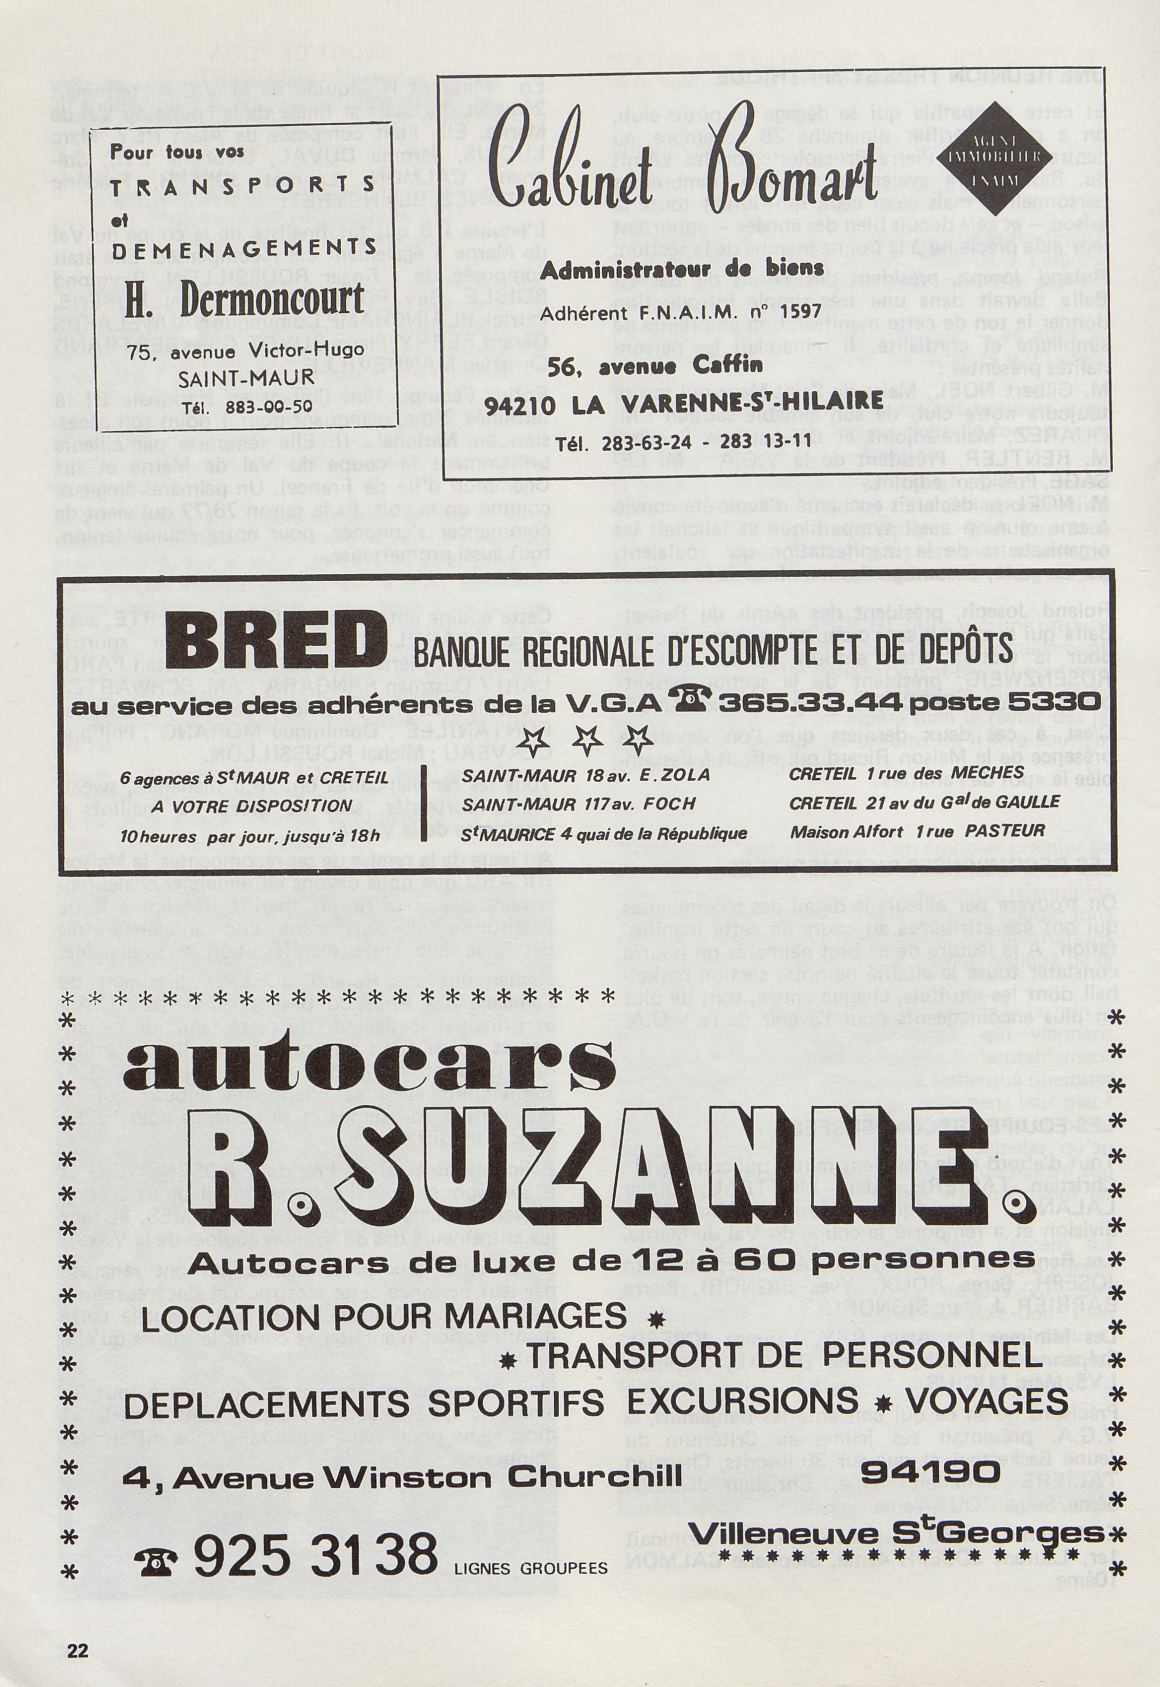 Pour tous vos
TRANSPORTS
et
DEMENAGEMENTS
H. Dermoncourt
75, avenue Victor-Hugo
SAINT-MAUR
Tél. 883-00-50
Cabinet Bomart
AGENT
IMMOBILIER
FNAIM
Administrateur de biens
Adhérent F.N.A.I.M. n° 1597
56, avenue Caffin
94210 LA VARENNE-ST-HILAIRE
Tél. 283-63-24 - 283 13-11
BRED BANQUE REGIONALE D'ESCOMPTE ET DE DEPÔTS
au service des adhérents de la V.G.A ☎ 365.33.44 poste 5330
6 agences à St MAUR et CRETEIL
A VOTRE DISPOSITION
10 heures par jour, jusqu'à 18h
SAINT-MAUR 18 av. E. ZOLA
SAINT-MAUR 117 av. FOCH
St MAURICE 4 quai de la République
CRETEIL 1 rue des MECHES
CRETEIL 21 av du Gal de GAULLE
Maison Alfort 1 rue PASTEUR
autocars
R. SUZANNE.
Autocars de luxe de 12 à 60 personnes
LOCATION POUR MARIAGES *
* TRANSPORT DE PERSONNEL
DEPLACEMENTS SPORTIFS EXCURSIONS * VOYAGES
4, Avenue Winston Churchill 94190
Villeneuve St Georges
☎ 925 31 38 LIGNES GROUPEES
22